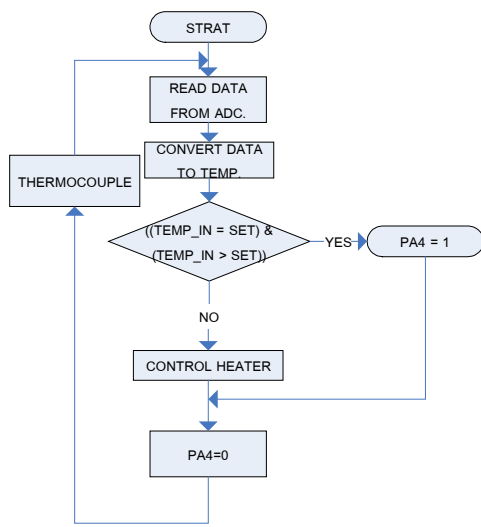 STRAT
READ DATA
FROM ADC.
CONVERT DATA
TO TEMP.
THERMOCOUPLE
((TEMP_IN = SET) &
(TEMP_IN > SET))
YES
PA4 = 1
NO
CONTROL HEATER
PA4=0